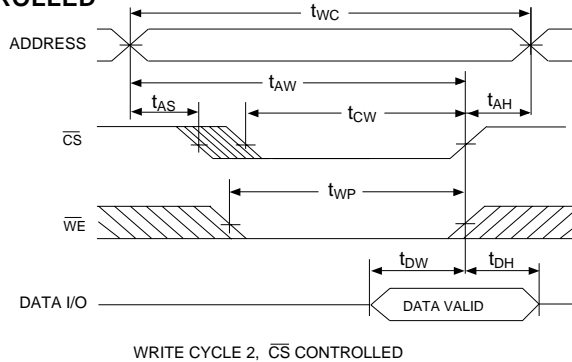 tWC
ADDRESS
tAW
tAS
tCW
tAH
CS
tWP
WE
tDW
tDH
DATA I/O
DATA VALID
WRITE CYCLE 2, CS CONTROLLED